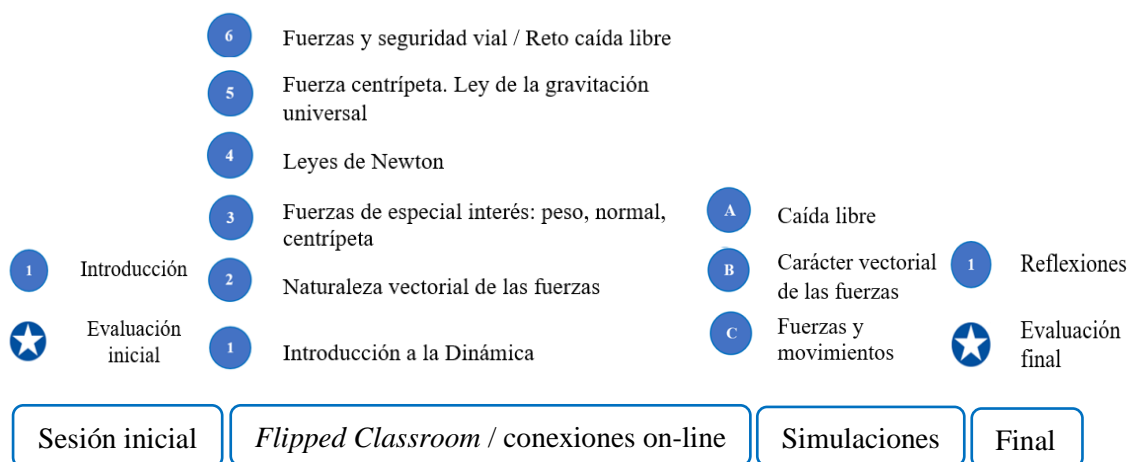 1 Introducción
Evaluación
inicial
Sesión inicial
6 Fuerzas y seguridad vial / Reto caída libre
5 Fuerza centrípeta. Ley de la gravitación
universal
4 Leyes de Newton
3 Fuerzas de especial interés: peso, normal,
centrípeta
2 Naturaleza vectorial de las fuerzas
1 Introducción a la Dinámica
Flipped Classroom / conexiones on-line
A Caída libre
B Carácter vectorial
de las fuerzas
C Fuerzas y
movimientos
Simulaciones
1 Reflexiones
Evaluación
final
Final